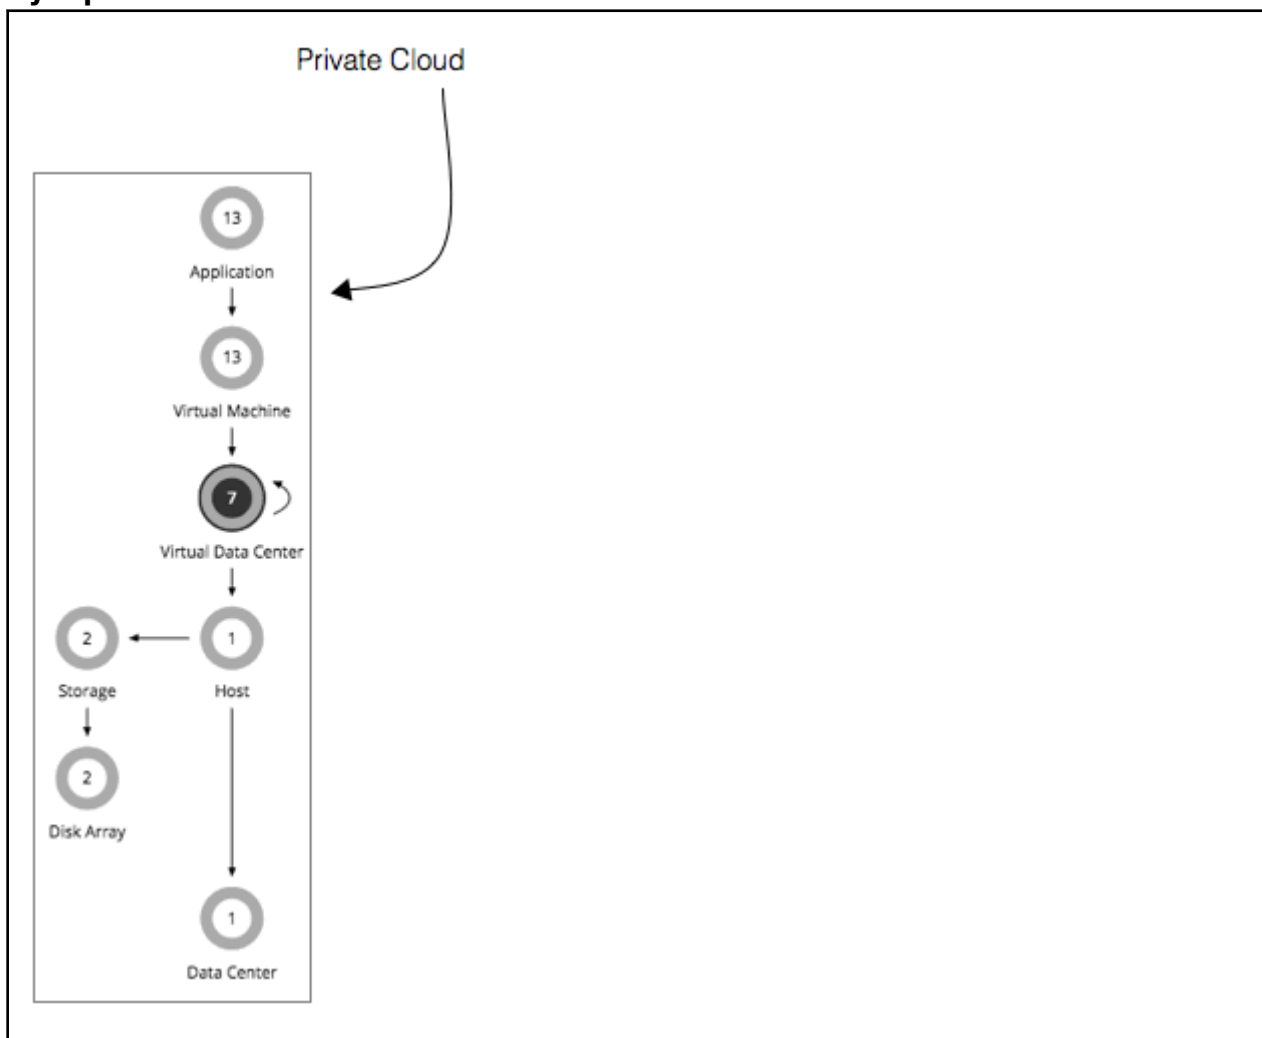 Private Cloud
13
Application
13
Virtual Machine
7
Virtual Data Center
2
1
Storage
Host
2
Disk Array
1
Data Center